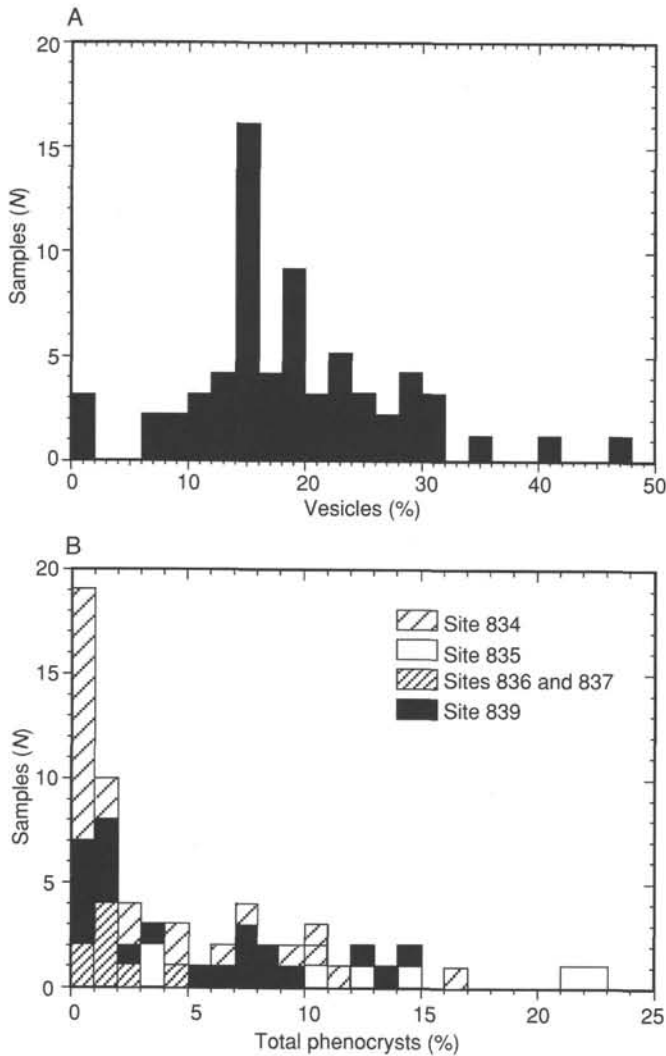 A
20
15
10
5
0
Samples (N)
0 10 20 30 40 50
Vesicles (%)
B
20
15
10
5
0
Samples (N)
Site 834
Site 835
Sites 836 and 837
Site 839
0 5 10 15 20 25
Total phenocrysts (%)